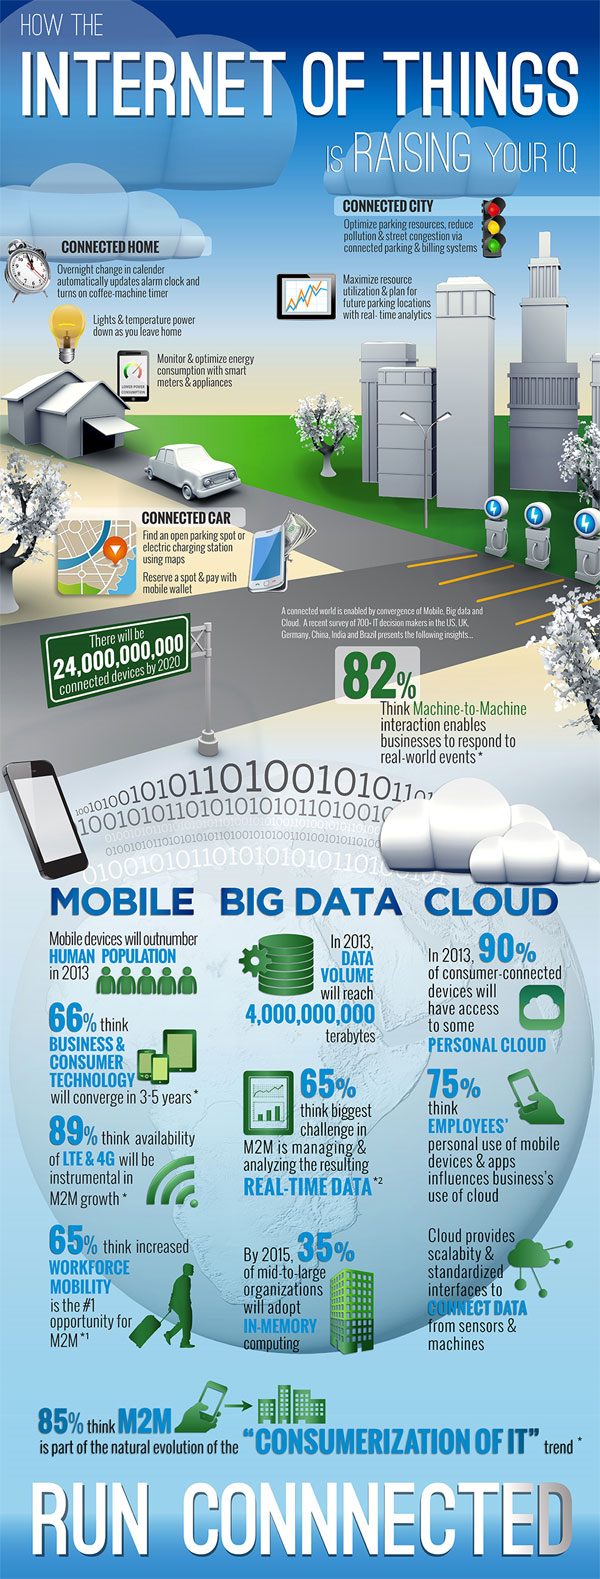 HOW THE
INTERNET OF THINGS
IS RAISING YOUR IQ
CONNECTED CITY
Optimize parking resources, reduce
pollution & street congestion via
connected parking & billing systems
CONNECTED HOME
Overnight change in calender
automatically updates alarm clock and
turns on coffee-machine timer
Maximize resource
utilization & plan for
future parking locations
with real- time analytics
Lights & temperature power
down as you leave home
Monitor & optimize energy
consumption with smart
meters & appliances
LOWER POWER
CONSUMPTION
CONNECTED CAR
Find an open parking spot or
electric charging station
using maps
Reserve a spot & pay with
mobile wallet
A connected world is enabled by convergence of Mobile, Big data and
Cloud. A recent survey of 700- IT decision makers in the US, UK,
Germany, China, India and Brazil presents the following insights...
There will be
24,000,000,000
connected devices by 2020
82%
Think Machine-to-Machine
interaction enables
businesses to respond to
real-world events *
MOBILE BIG DATA CLOUD
Mobile devices will outnumber
HUMAN POPULATION
in 2013
66% think
BUSINESS &
CONSUMER
TECHNOLOGY
will converge in 3-5 years *
89% think availability
of LTE & 4G will be
instrumental in
M2M growth *
65% think increased
WORKFORCE
MOBILITY
is the #1
opportunity for
M2M *1
In 2013,
DATA
VOLUME
will reach
4,000,000,000
terabytes
65%
think biggest
challenge in
M2M is managing &
analyzing the resulting
REAL-TIME DATA *2
By 2015, 35%
of mid-to-large
organizations
will adopt
IN-MEMORY
computing
In 2013, 90%
of consumer-connected
devices will
have access
to some
PERSONAL CLOUD
75%
think
EMPLOYEES'
personal use of mobile
devices & apps
influences business's
use of cloud
Cloud provides
scalabity &
standardized
interfaces to
CONNECT DATA
from sensors &
machines
85% think M2M
is part of the natural evolution of the "CONSUMERIZATION OF IT" trend *
RUN CONNNECTED